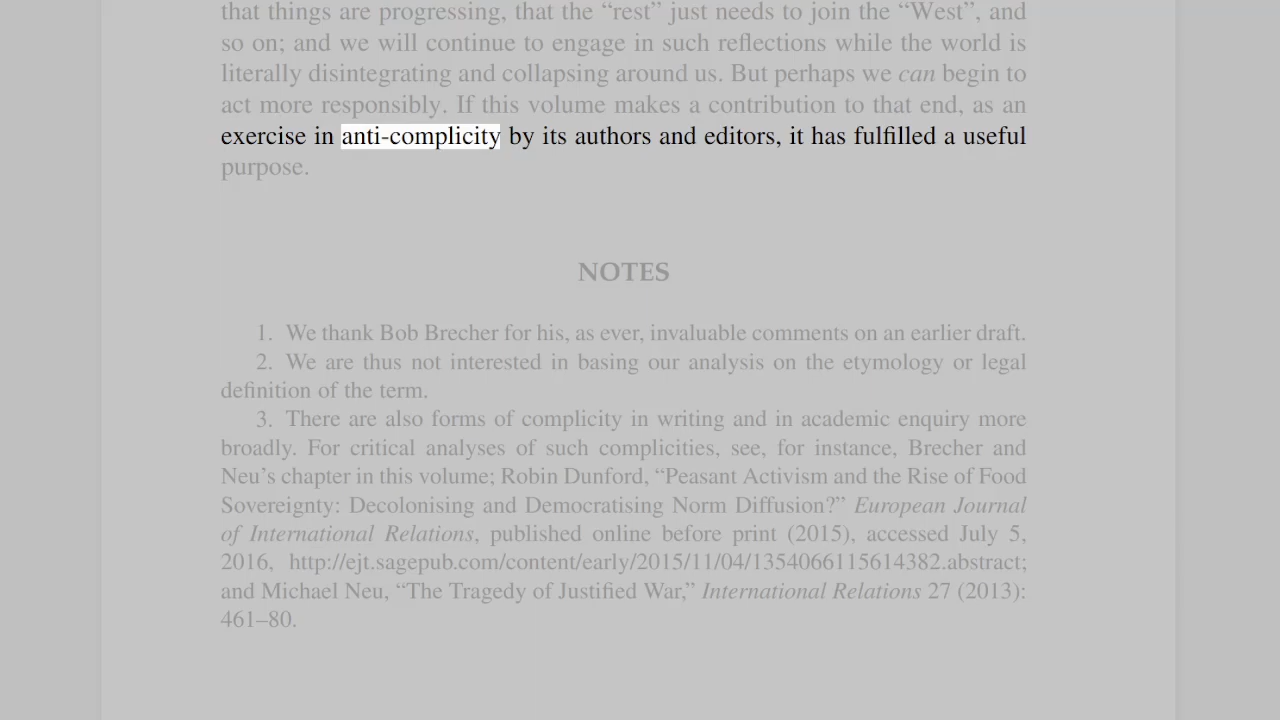 that things are progressing, that the “rest” just needs to join the “West”, and
so on; and we will continue to engage in such reflections while the world is
literally disintegrating and collapsing around us. But perhaps we can begin to
act more responsibly. If this volume makes a contribution to that end, as an
exercise in anti-complicity by its authors and editors, it has fulfilled a useful
purpose.
NOTES
1. We thank Bob Brecher for his, as ever, invaluable comments on an earlier draft.
2. We are thus not interested in basing our analysis on the etymology or legal
definition of the term.
3. There are also forms of complicity in writing and in academic enquiry more
broadly. For critical analyses of such complicities, see, for instance, Brecher and
Neu’s chapter in this volume; Robin Dunford, “Peasant Activism and the Rise of Food
Sovereignty: Decolonising and Democratising Norm Diffusion?” European Journal
of International Relations, published online before print (2015), accessed July 5,
2016, http://ejt.sagepub.com/content/early/2015/11/04/1354066115614382.abstract;
and Michael Neu, “The Tragedy of Justified War,” International Relations 27 (2013):
461–80.